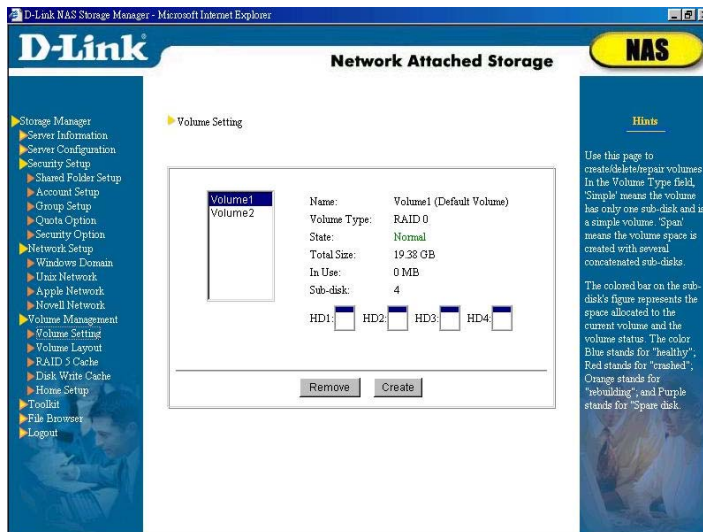 D-Link NAS Storage Manager - Microsoft Internet Explorer
D-Link
Network Attached Storage
NAS
Storage Manager
Server Information
Server Configuration
Security Setup
Shared Folder Setup
Account Setup
Group Setup
Quota Option
Security Option
Network Setup
Windows Domain
Unix Network
Apple Network
Novell Network
Volume Management
Volume Setting
Volume Layout
RAID 5 Cache
Disk Write Cache
Home Setup
Toolkit
File Browser
Logout
Volume Setting
Volume1
Volume2
Name: Volume1 (Default Volume)
Volume Type: RAID 0
State: Normal
Total Size: 19.38 GB
In Use: 0 MB
Sub-disk: 4
HD1: HD2: HD3: HD4:
Remove Create
Hints
Use this page to
create/delete/repair volumes
In the Volume Type field,
'Simple' means the volume
has only one sub-disk and is
a simple volume. 'Span'
means the volume space is
created with several
concatenated sub-disks.
The colored bar on the sub-
disk's figure represents the
space allocated to the
current volume and the
volume status. The color
Blue stands for "healthy";
Red stands for "crashed";
Orange stands for
"rebuilding"; and Purple
stands for "Spare disk.